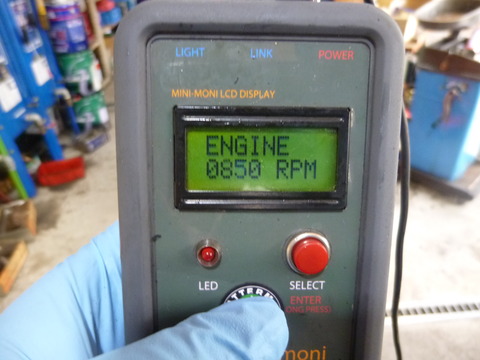 LIGHT LINK POWER
MINI-MONI LCD DISPLAY
ENGINE
0850 RPM
LED SELECT
ENTER
moni